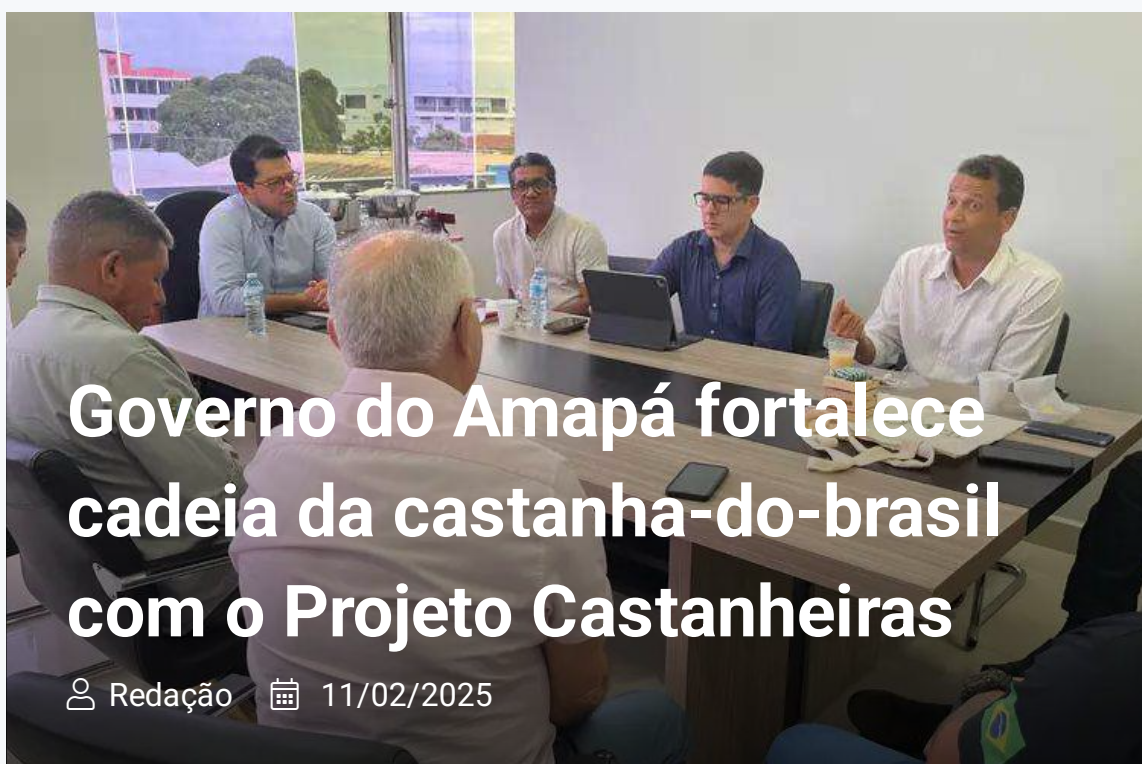 Governo do Amapá fortalece
cadeia da castanha-do-brasil
com o Projeto Castanheiras
Redação 11/02/2025